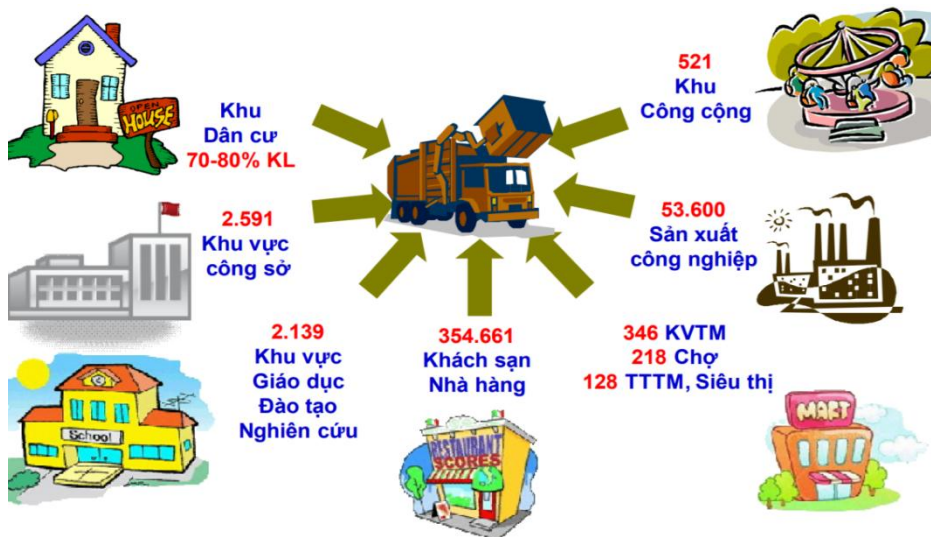 OPEN
HOUSE
Khu
Dân cư
70-80% KL
521
Khu
Công cộng
2.591
Khu vực
công sở
53.600
Sản xuất
công nghiệp
2.139
Khu vực
Giáo dục
Đào tạo
Nghiên cứu
354.661
Khách sạn
Nhà hàng
346 KVTM
218 Chợ
128 TTTM, Siêu thị
School
RESTAURANT
SCORES
MART